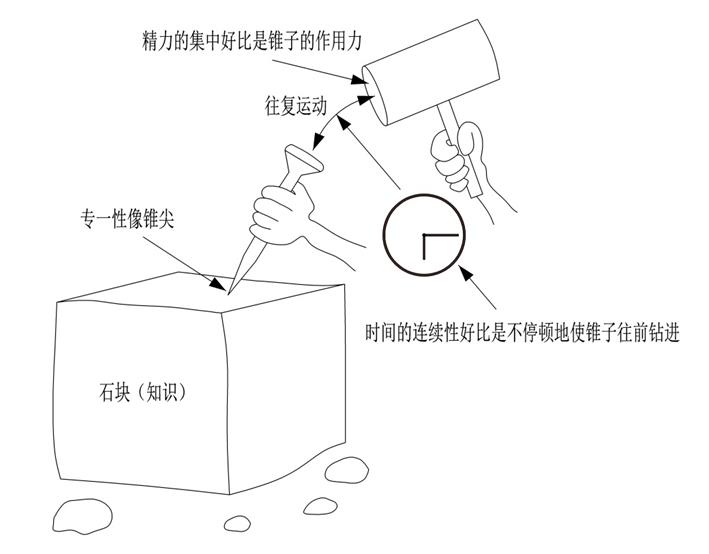 精力的集中好比是锥子的作用力
往复运动
专一性像锥尖
时间的连续性好比是不停顿地使锥子往前钻进
石块（知识）